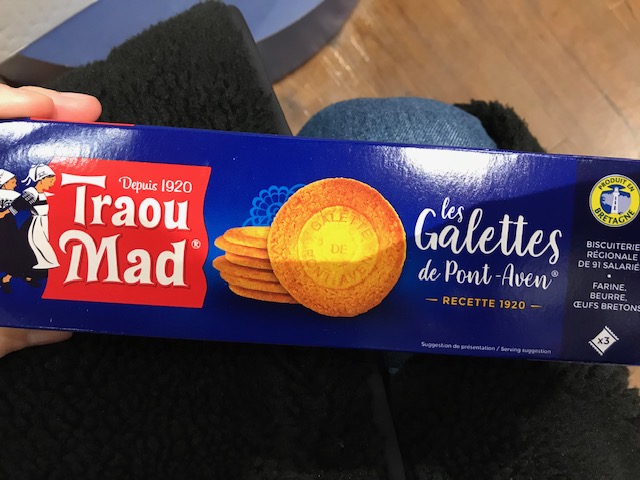 Depuis 1920
Traou
Mad®
GALETTE
DE
les
Galettes
de Pont-Aven®
RECETTE 1920
Suggestion de présentation / Serving suggestion
PRODUIT EN
BRETAGNE
BISCUITERIE
RÉGIONALE
DE 91 SALARIÉ
•
FARINE,
BEURRE,
ŒUFS BRETONS
x3